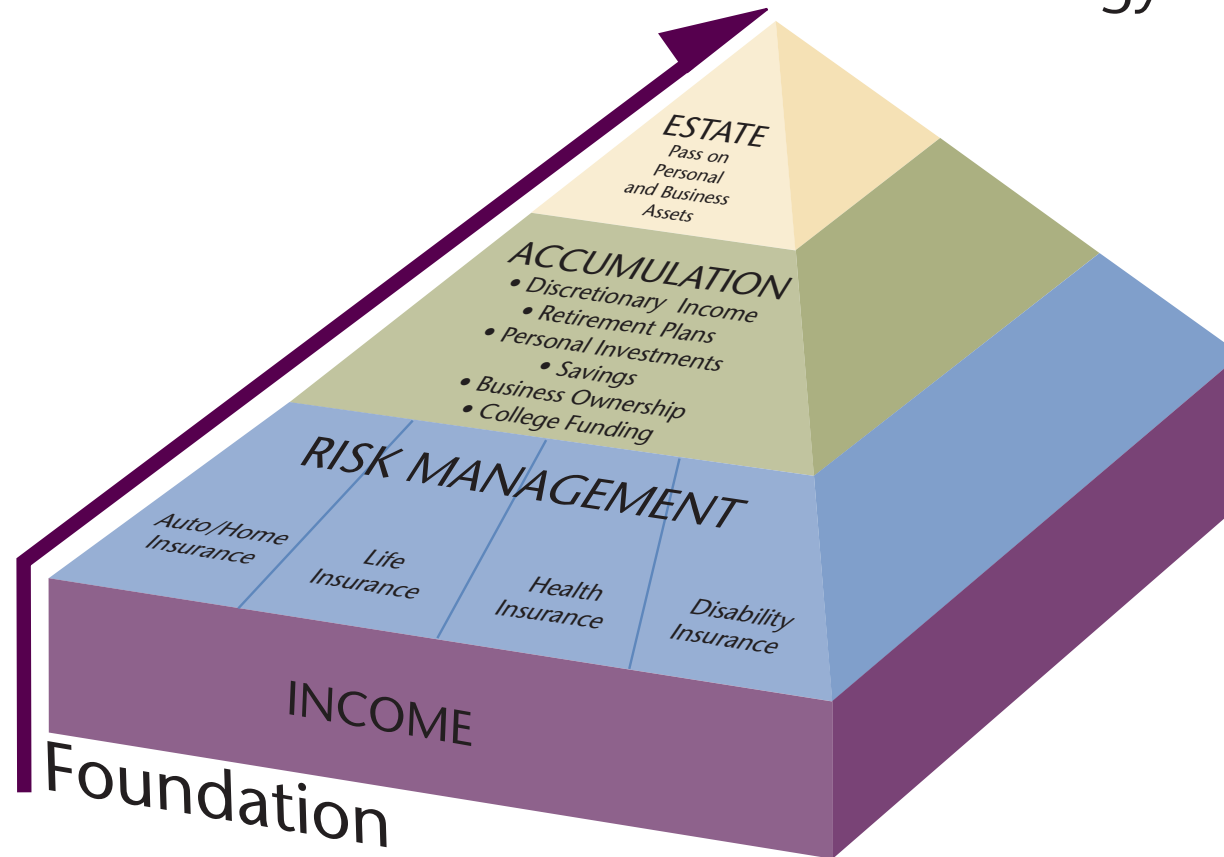 gy
ESTATE
Pass on
Personal
and Business
Assets
ACCUMULATION
• Discretionary Income
• Retirement Plans
• Personal Investments
• Savings
• Business Ownership
• College Funding
RISK MANAGEMENT
Auto/Home
Insurance
Life
Insurance
Health
Insurance
Disability
Insurance
INCOME
Foundation